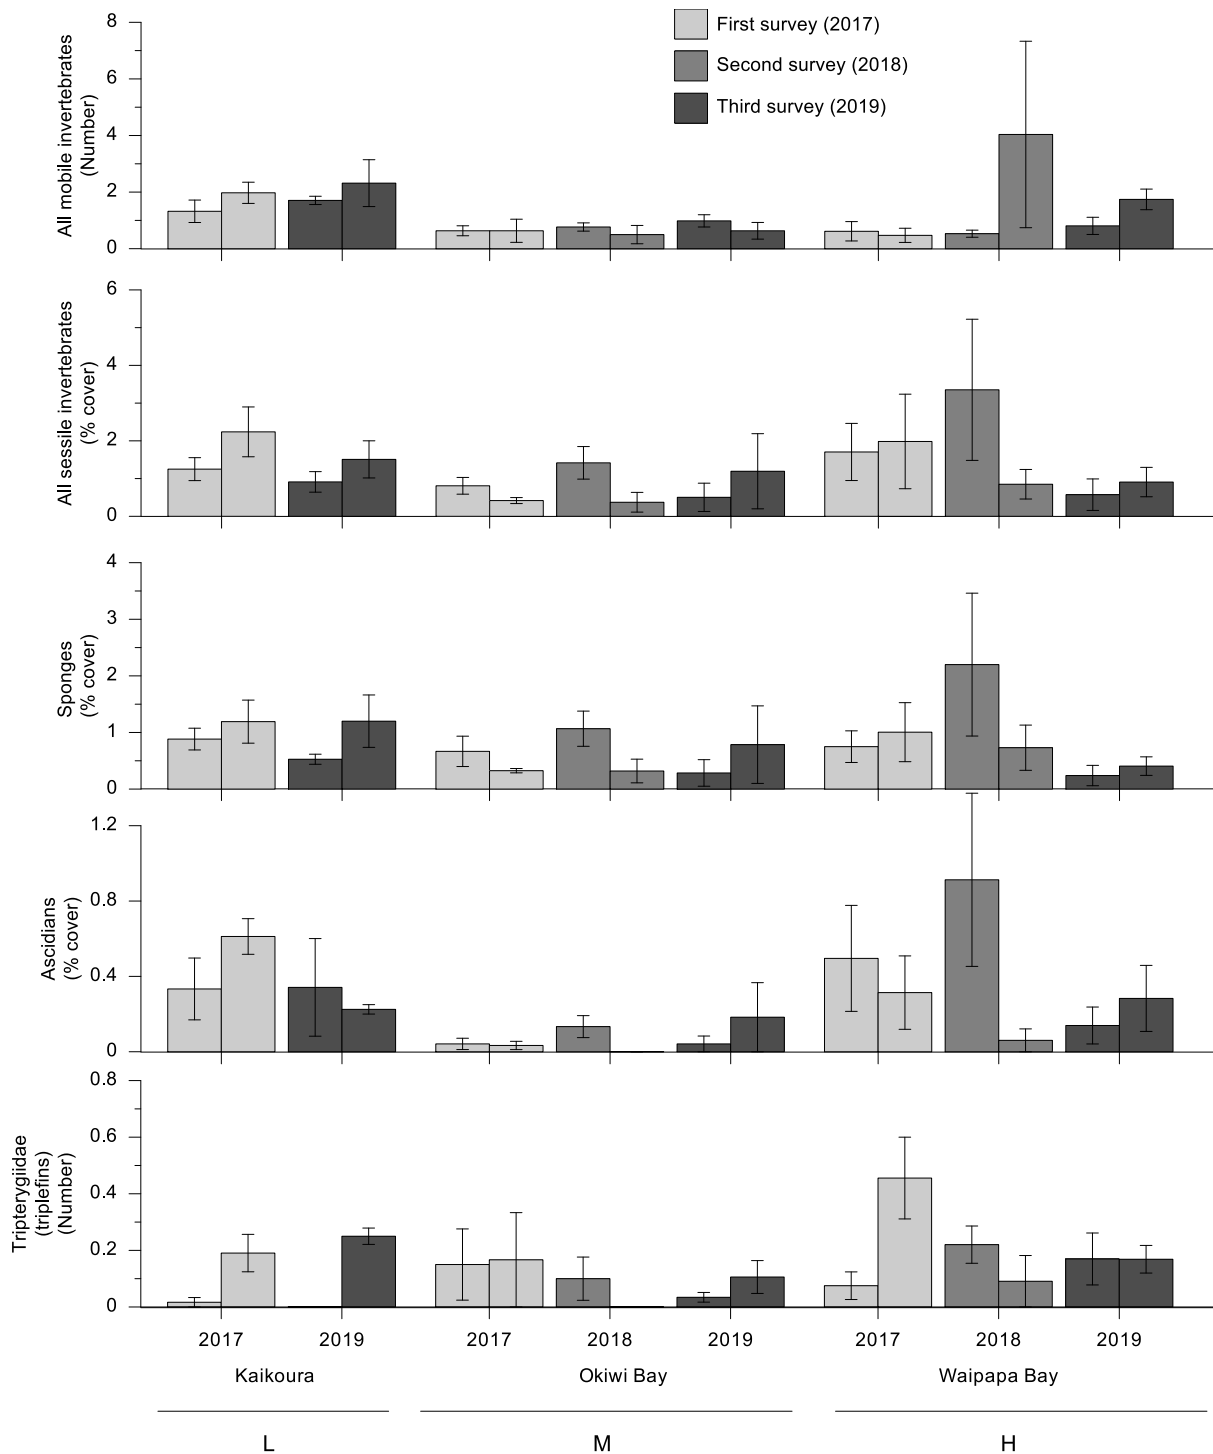 First survey (2017)
Second survey (2018)
Third survey (2019)
All mobile invertebrates
(Number)
8
6
4
2
0
All sessile invertebrates
(% cover)
6
4
2
0
Sponges
(% cover)
4
3
2
1
0
Ascidians
(% cover)
1.2
0.8
0.4
0
Tripterygiidae
(triplefins)
(Number)
0.8
0.6
0.4
0.2
0
2017 2019 2017 2018 2019 2017 2018 2019
Kaikoura Okiwi Bay Waipapa Bay
L M H